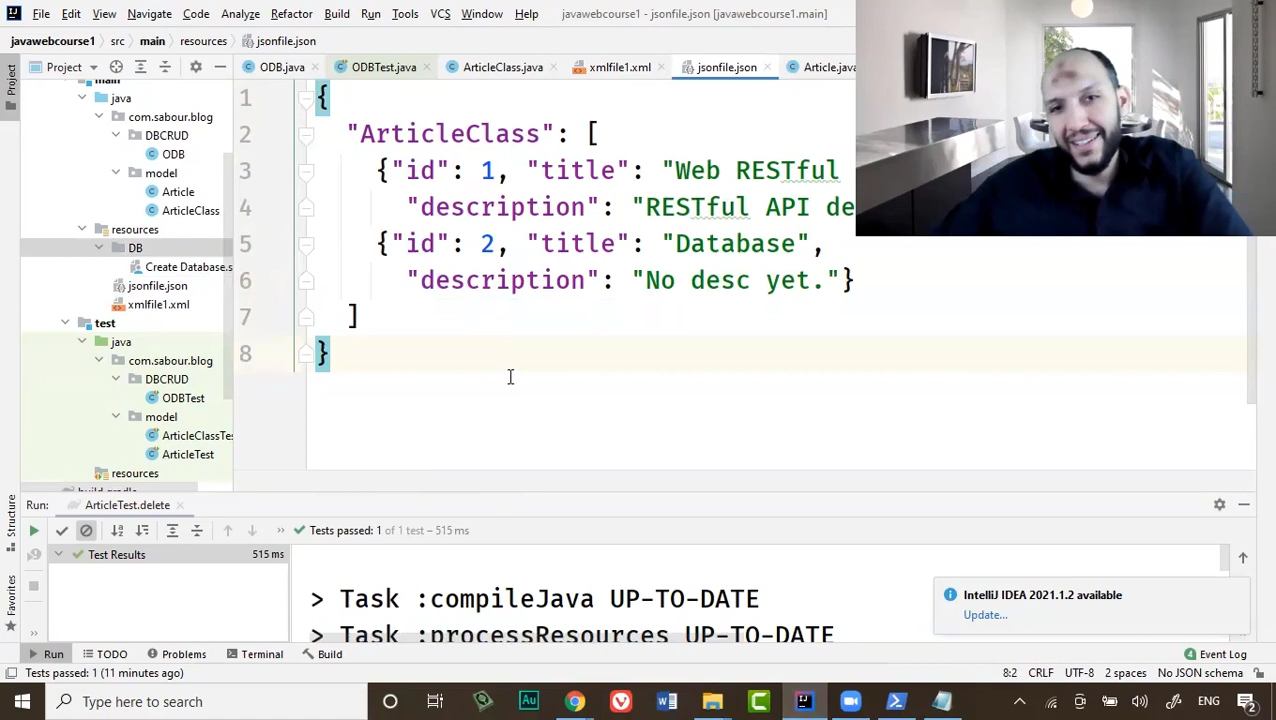 File Edit View Navigate Code Analyze Refactor Build Run Tools VCS Window Help javawebcourse1 - jsonfile.json [javawebcourse1.main]
javawebcourse1 src main resources jsonfile.json
Project ODB.java ODBTest.java ArticleClass.java xmlfile1.xml jsonfile.json Article.java
Project
main
java
com.sabour.blog
DBCRUD
ODB
model
Article
ArticleClass
resources
DB
Create Database.s
jsonfile.json
xmlfile1.xml
test
java
com.sabour.blog
DBCRUD
ODBTest
model
ArticleClassTes
ArticleTest
resources
build.gradle
1 {
2 "ArticleClass": [
3 {"id": 1, "title": "Web RESTful
4 "description": "RESTful API de
5 {"id": 2, "title": "Database",
6 "description": "No desc yet."}
7 ]
8 }
Structure
Favorites
Run: ArticleTest.delete
Tests passed: 1 of 1 test – 515 ms
Test Results 515 ms
> Task :compileJava UP-TO-DATE
> Task :processResources UP-TO-DATE
IntelliJ IDEA 2021.1.2 available
Update...
Run TODO Problems Terminal Build 4 Event Log
Tests passed: 1 (11 minutes ago) 8:2 CRLF UTF-8 2 spaces No JSON schema
Type here to search Au ENG 2